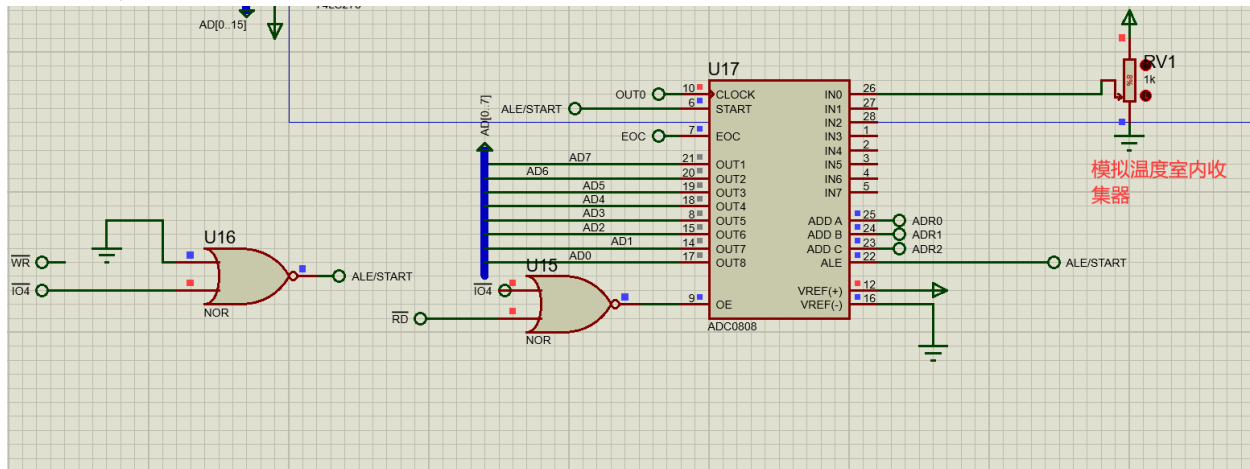 74LS273
AD[0..15]
AD[0..7]
U17
RV1
1k
%8
OUT0
10
CLOCK
IN0
26
ALE/START
6
START
IN1
27
IN2
28
EOC
7
EOC
IN3
1
IN4
2
AD7
21
OUT1
IN5
3
AD6
20
OUT2
IN6
4
AD5
19
OUT3
IN7
5
AD4
18
OUT4
AD3
8
OUT5
ADD A
25
ADR0
AD2
15
OUT6
ADD B
24
ADR1
AD1
14
OUT7
ADD C
23
ADR2
AD0
17
OUT8
ALE
22
ALE/START
VREF(+)
12
VREF(-)
16
9
OE
ADC0808
模拟温度室内收
集器
U16
WR
IO4
ALE/START
NOR
U15
IO4
RD
NOR